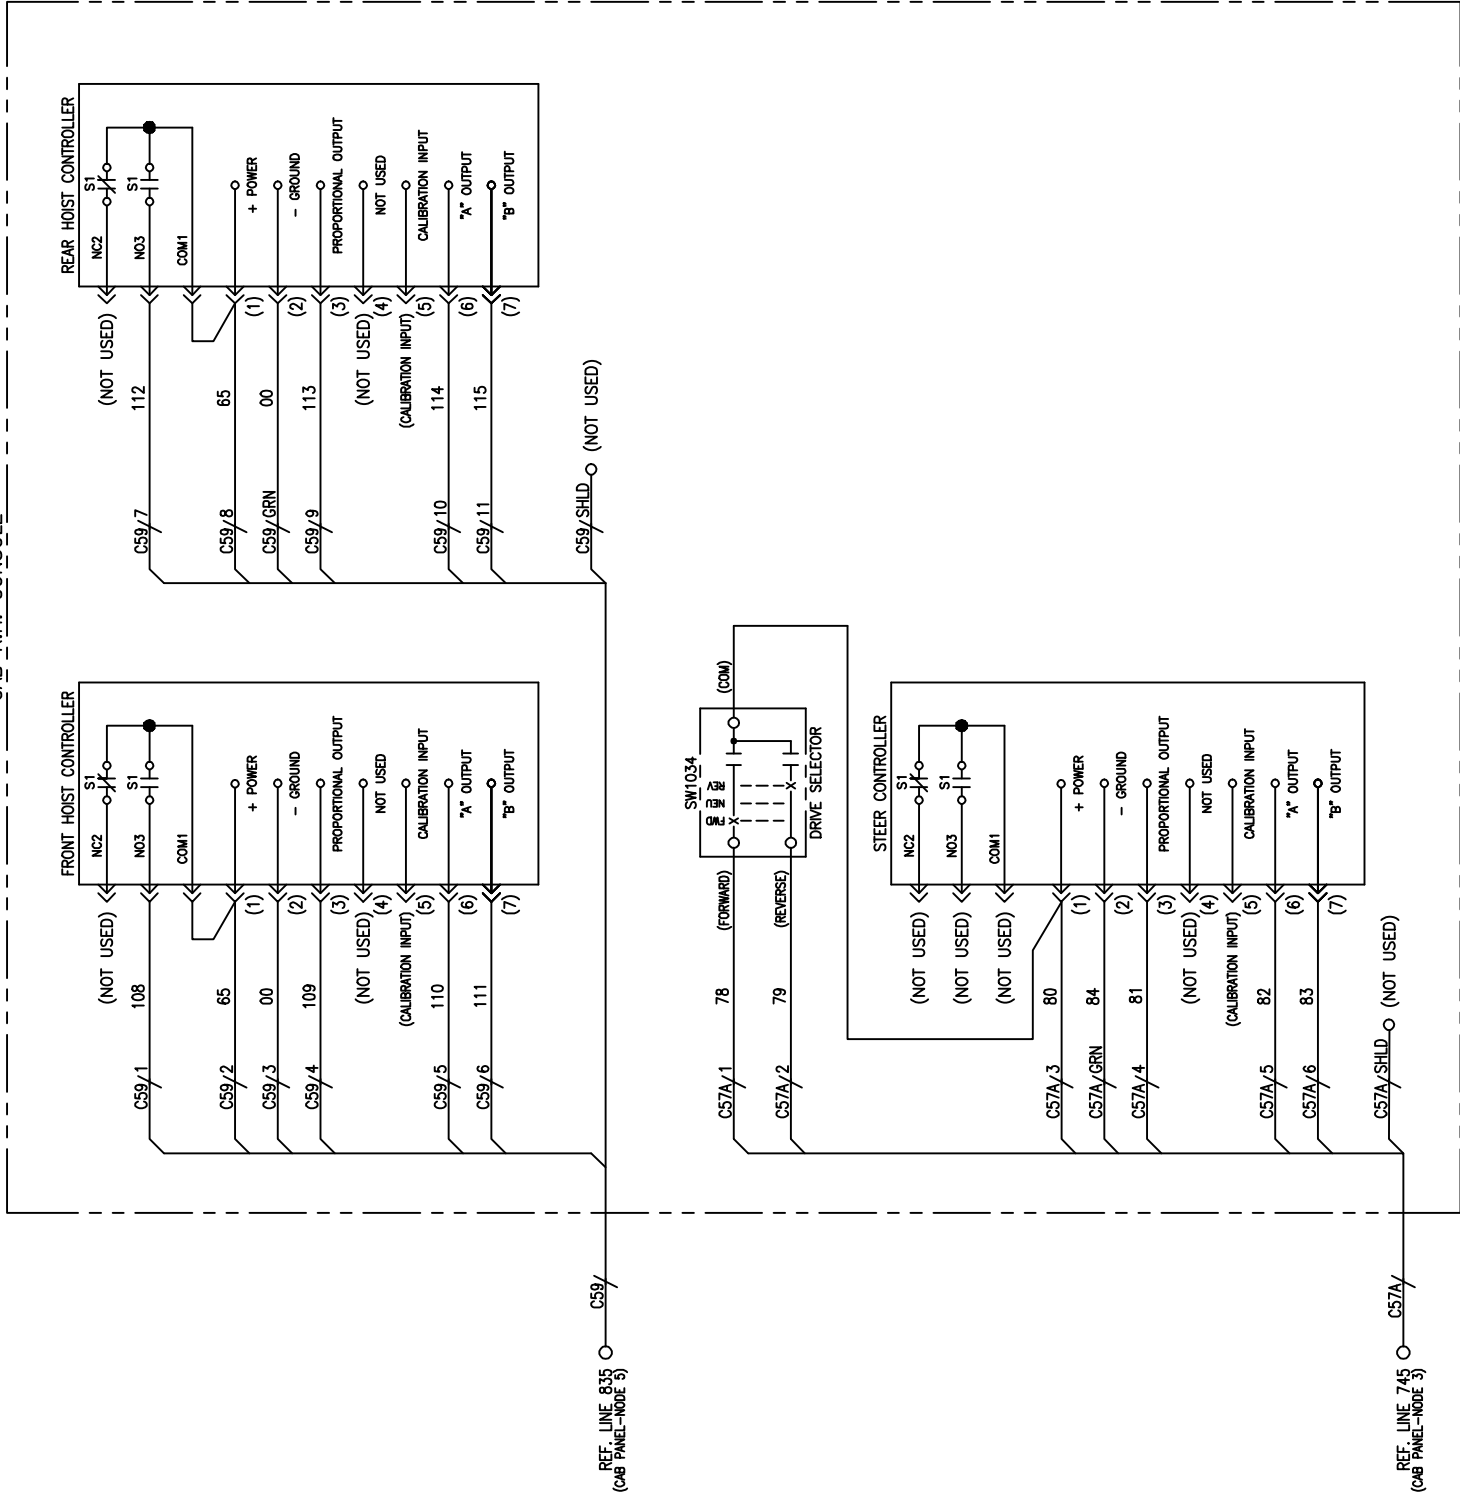 REAR HOIST CONTROLLER
NC2
S1
NO3
S1
COM1
+ POWER
- GROUND
PROPORTIONAL OUTPUT
NOT USED
CALIBRATION INPUT
"A" OUTPUT
"B" OUTPUT
(1)
(2)
(3)
(4)
(5)
(6)
(7)
(NOT USED)
112
65
00
113
(NOT USED)
(CALIBRATION INPUT)
114
115
C59/7
C59/8
C59/GRN
C59/9
C59/10
C59/11
C59/SHLD
(NOT USED)
FRONT HOIST CONTROLLER
NC2
S1
NO3
S1
COM1
+ POWER
- GROUND
PROPORTIONAL OUTPUT
NOT USED
CALIBRATION INPUT
"A" OUTPUT
"B" OUTPUT
(1)
(2)
(3)
(4)
(5)
(6)
(7)
(NOT USED)
108
65
00
109
(NOT USED)
(CALIBRATION INPUT)
110
111
C59/1
C59/2
C59/3
C59/4
C59/5
C59/6
C59/
REF. LINE 835
(CAB PANEL-NODE 5)
SW1034
(COM)
REV
NEU
FWD
DRIVE SELECTOR
(FORWARD)
(REVERSE)
78
79
C57A/1
C57A/2
STEER CONTROLLER
NC2
S1
NO3
S1
COM1
+ POWER
- GROUND
PROPORTIONAL OUTPUT
NOT USED
CALIBRATION INPUT
"A" OUTPUT
"B" OUTPUT
(1)
(2)
(3)
(4)
(5)
(6)
(7)
(NOT USED)
(NOT USED)
(NOT USED)
80
84
81
(NOT USED)
(CALIBRATION INPUT)
82
83
C57A/3
C57A/GRN
C57A/4
C57A/5
C57A/6
C57A/SHLD
(NOT USED)
C57A/
REF. LINE 745
(CAB PANEL-NODE 3)